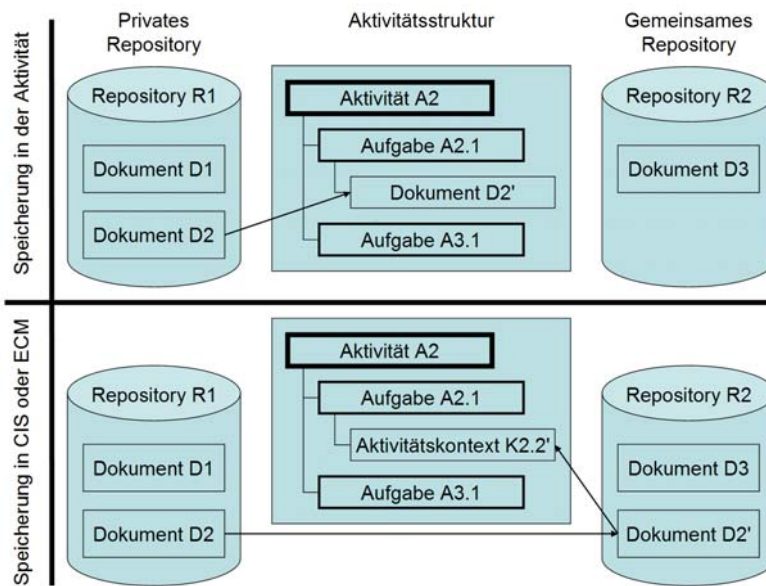 Privates
Repository
Aktivitätsstruktur
Gemeinsames
Repository
Speicherung in der Aktivität
Repository R1
Dokument D1
Dokument D2
Aktivität A2
Aufgabe A2.1
Dokument D2'
Aufgabe A3.1
Repository R2
Dokument D3
Speicherung in CIS oder ECM
Repository R1
Dokument D1
Dokument D2
Aktivität A2
Aufgabe A2.1
Aktivitätskontext K2.2'
Aufgabe A3.1
Repository R2
Dokument D3
Dokument D2'